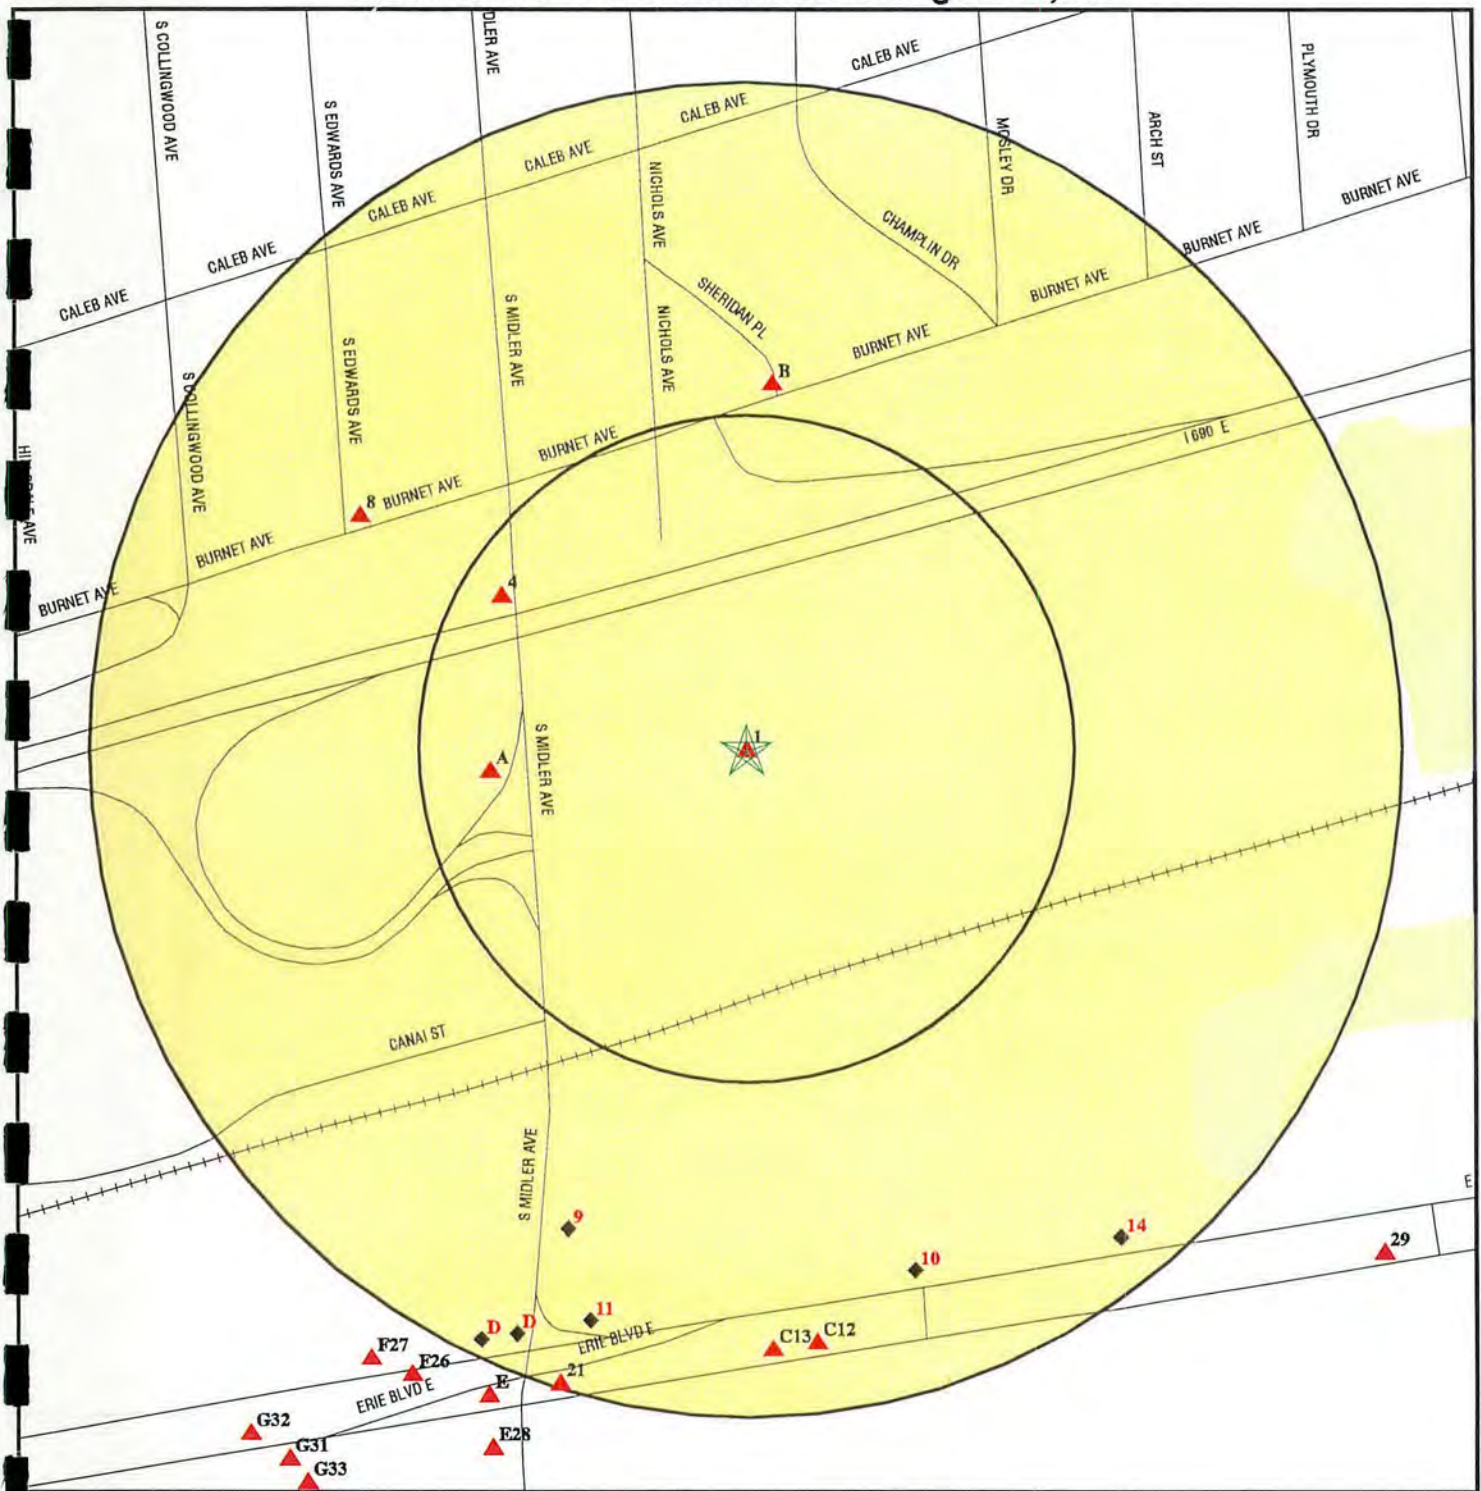 S COLLINGWOOD AVE
S EDWARDS AVE
DLER AVE
CALEB AVE
CALEB AVE
CALEB AVE
CALEB AVE
CALEB AVE
CALEB AVE
MOSLEY DR
ARCH ST
PLYMOUTH DR
BURNET AVE
BURNET AVE
BURNET AVE
BURNET AVE
NICHOLS AVE
CHAMPLIN DR
SHERIDAN PL
NICHOLS AVE
S MIDLER AVE
S EDWARDS AVE
S COLLINGWOOD AVE
B
I 690 E
BURNET AVE
8
BURNET AVE
BURNET AVE
BURNET AVE
AVE
4
1
A
S MIDLER AVE
CANAL ST
S MIDLER AVE
E
9
14
10
29
11
D
D
ERIE BLVD E
C13
C12
F27
F26
21
E
ERIE BLVD E
G32
E28
G31
G33